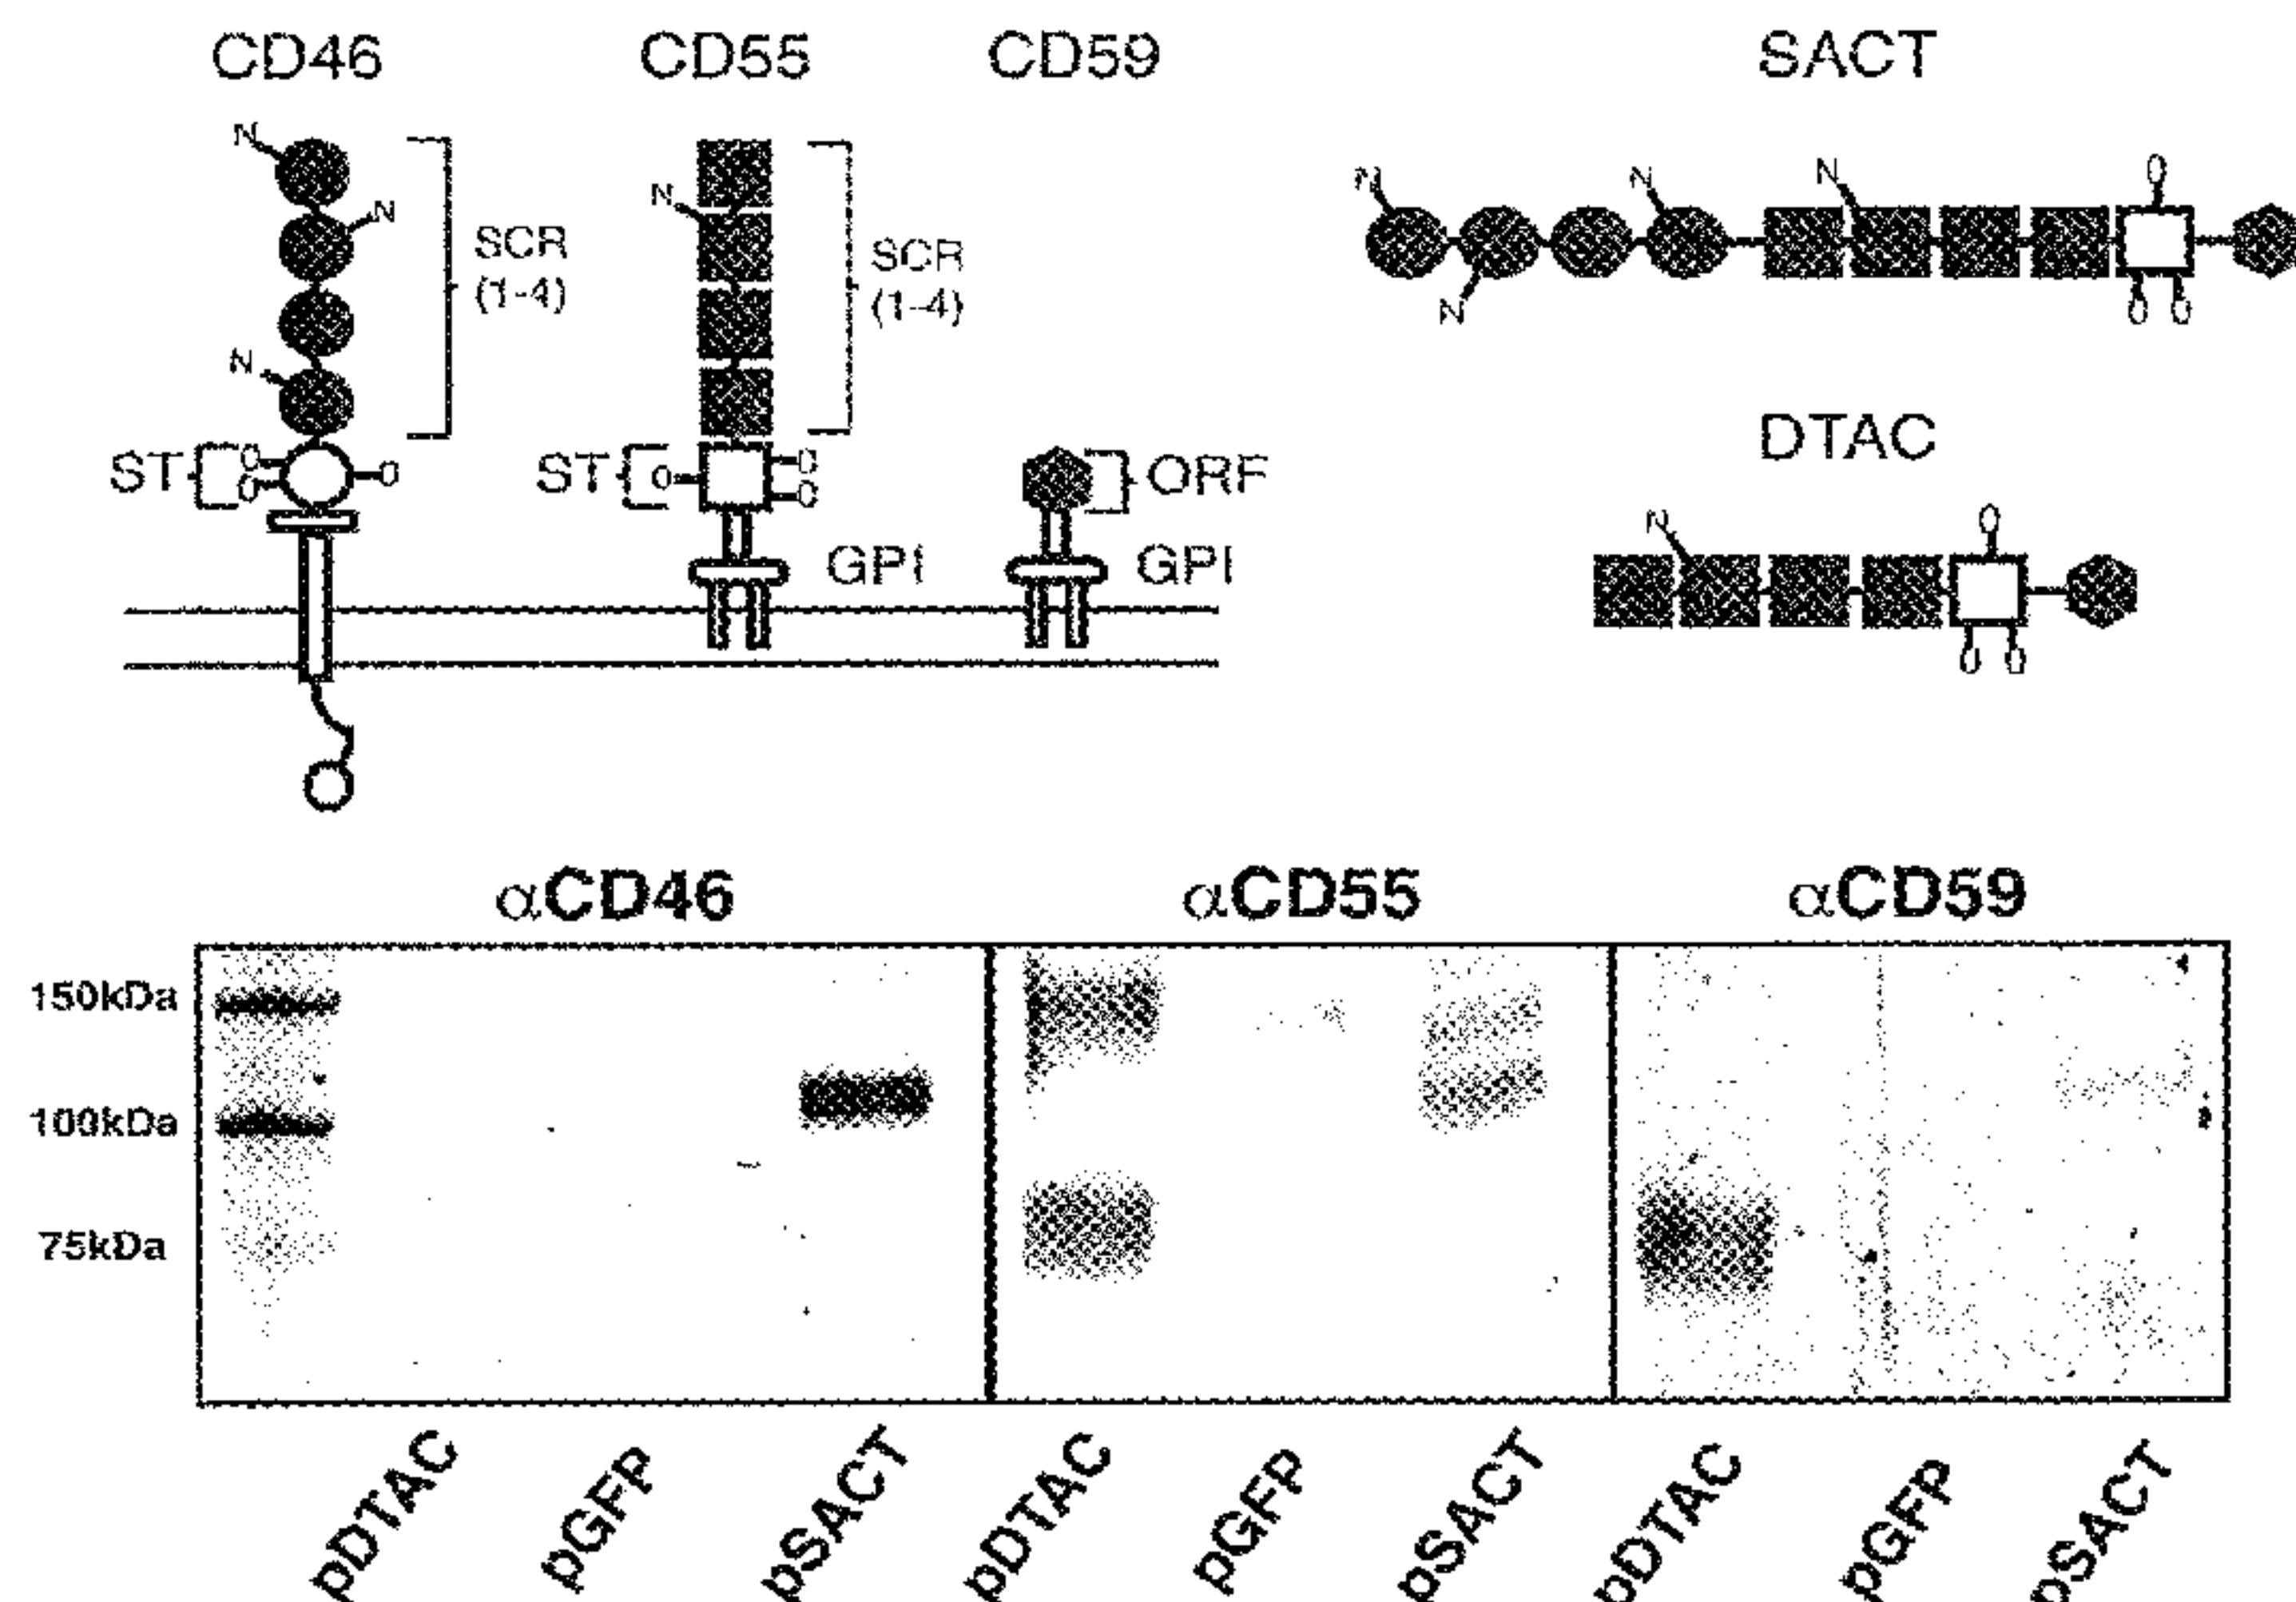 CD46 CD55 CD59 SACT
N N N N
N N
SCR (1-4) SCR (1-4) O
N N O O
DTAC
ST O O O ST O O O ORF
N O
GPI GPI
O O
αCD46 αCD55 αCD59
150kDa
100kDa
75kDa
pDTAC pGFP pSACT pDTAC pGFP pSACT pDTAC pGFP pSACT